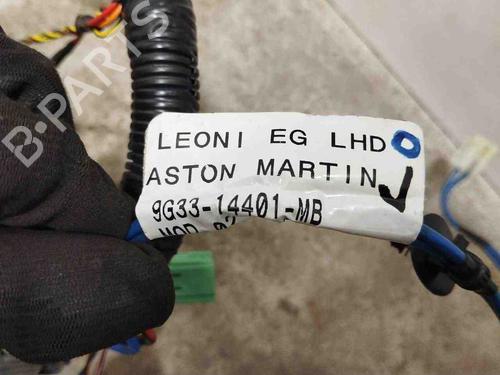 B-PARTS
LEONI EG LHD
ASTON MARTIN
9G33-14401-MB